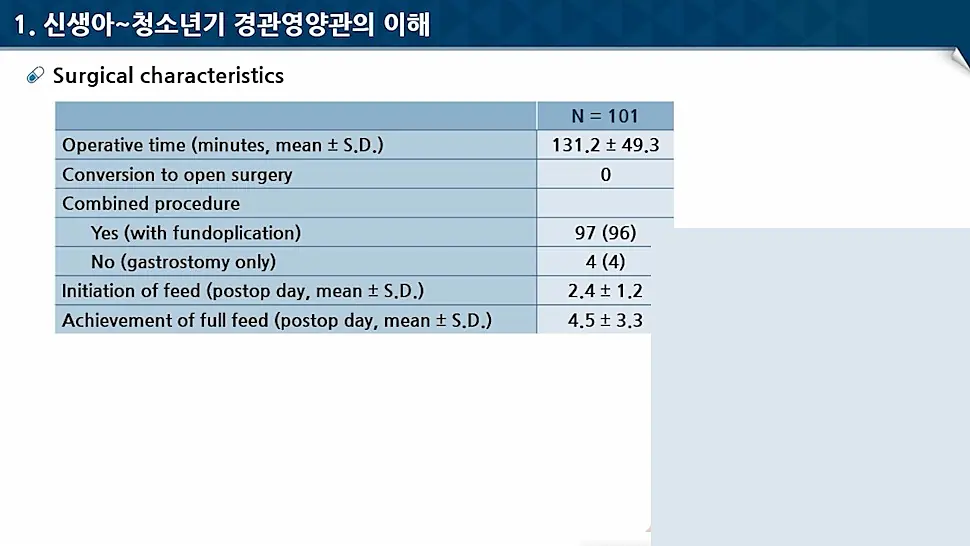 1. 신생아~청소년기 경관영양관의 이해
Surgical characteristics
N = 101
Operative time (minutes, mean ± S.D.) 131.2 ± 49.3
Conversion to open surgery 0
Combined procedure
Yes (with fundoplication) 97 (96)
No (gastrostomy only) 4 (4)
Initiation of feed (postop day, mean ± S.D.) 2.4 ± 1.2
Achievement of full feed (postop day, mean ± S.D.) 4.5 ± 3.3